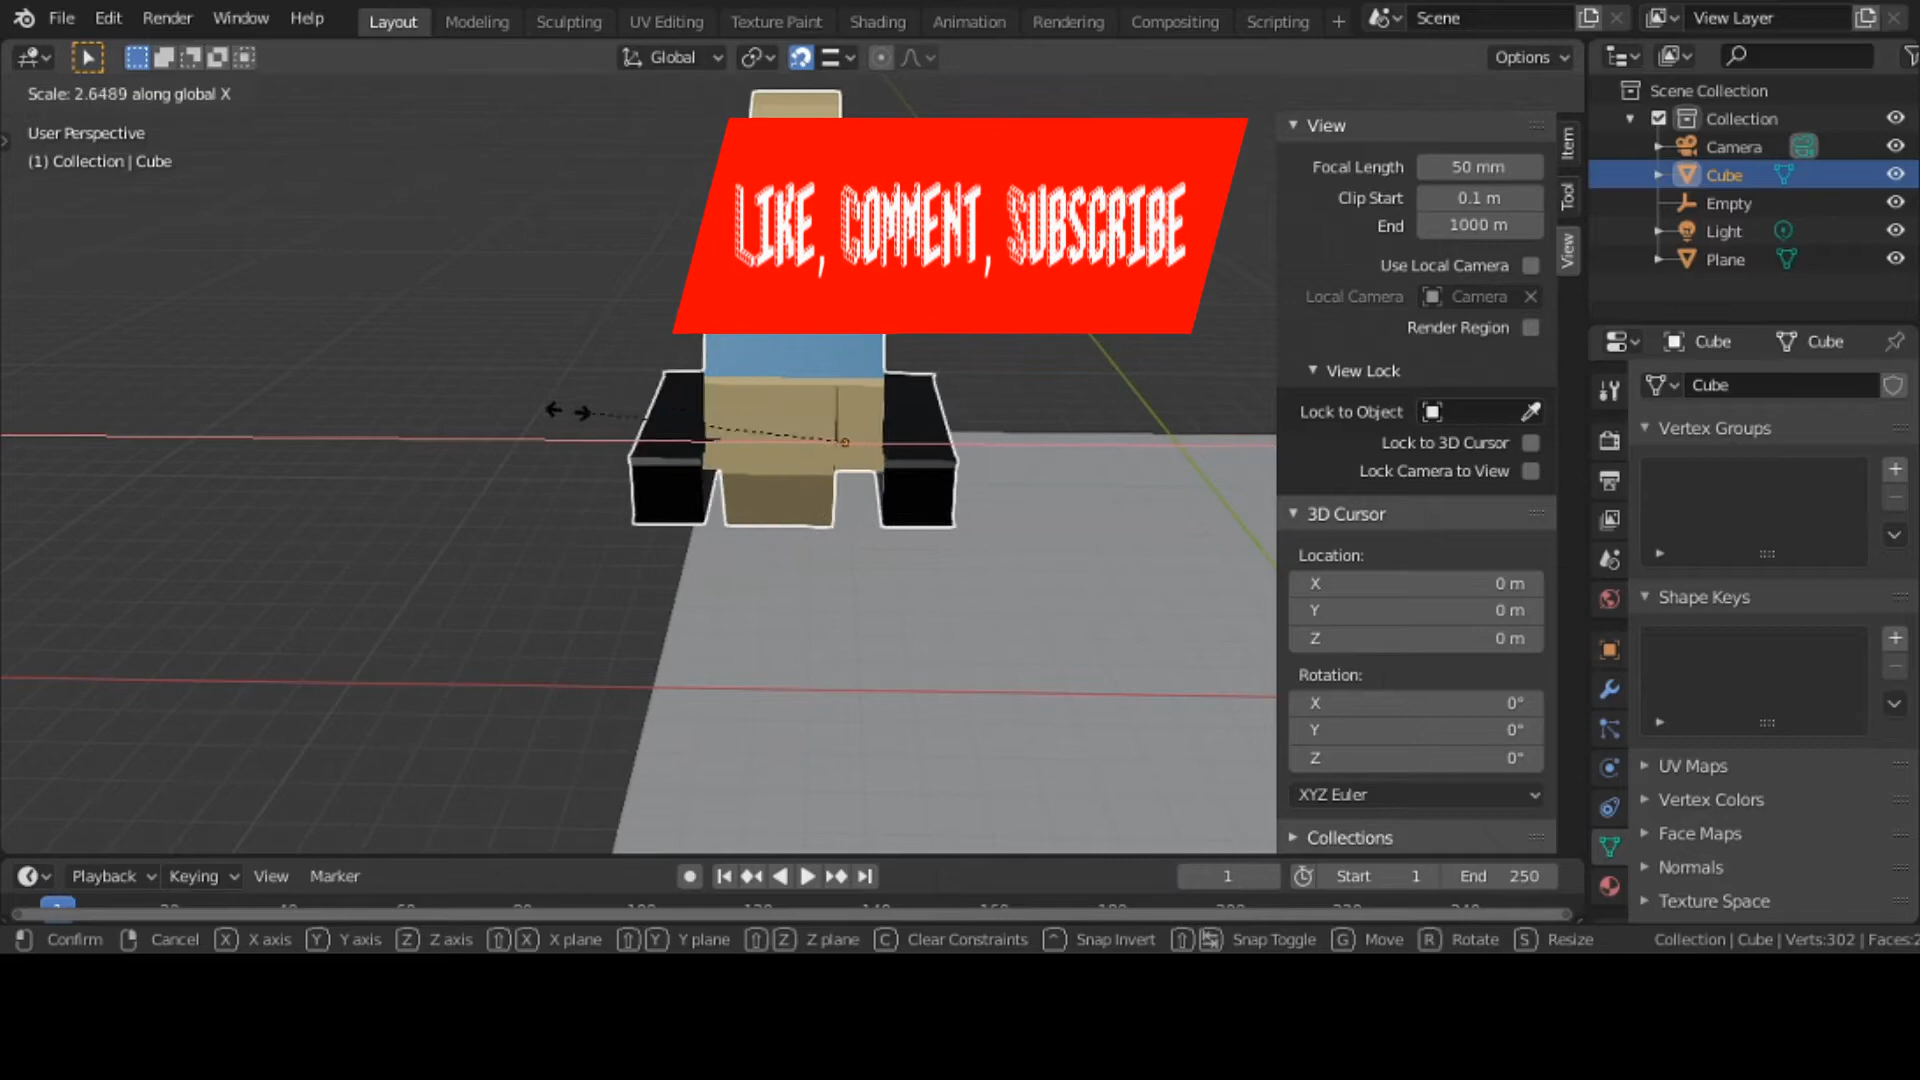 File Edit Render Window Help Layout Modeling Sculpting UV Editing Texture Paint Shading Animation Rendering Compositing Scripting + Scene View Layer
Global Options
Scale: 2.6489 along global X
User Perspective
(1) Collection | Cube
LIKE, COMMENT, SUBSCRIBE
View
Focal Length 50 mm
Clip Start 0.1 m
End 1000 m
Use Local Camera
Local Camera Camera
Render Region
View Lock
Lock to Object
Lock to 3D Cursor
Lock Camera to View
3D Cursor
Location:
X 0 m
Y 0 m
Z 0 m
Rotation:
X 0°
Y 0°
Z 0°
XYZ Euler
Collections
Item
Tool
View
Scene Collection
Collection
Camera
Cube
Empty
Light
Plane
Cube Cube
Cube
Vertex Groups
Shape Keys
UV Maps
Vertex Colors
Face Maps
Normals
Texture Space
Playback Keying View Marker 1 Start 1 End 250
Confirm Cancel X X axis Y Y axis Z Z axis X X plane Y Y plane Z Z plane C Clear Constraints Snap Invert Snap Toggle G Move R Rotate S Resize Collection | Cube | Verts:302 | Faces:2